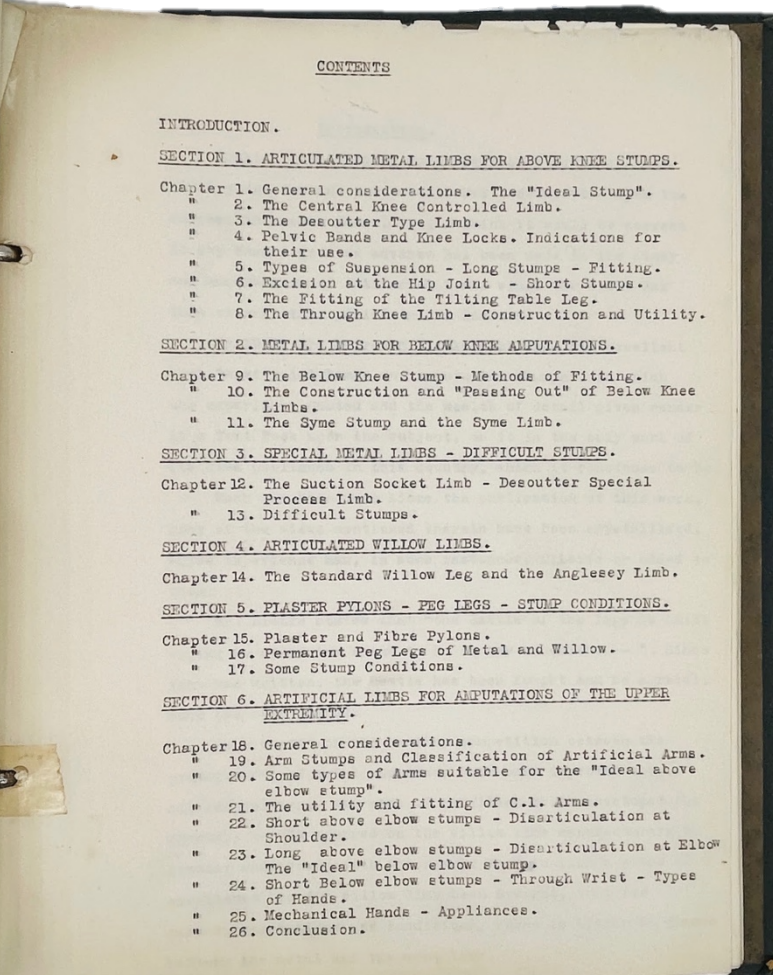 CONTENTS
INTRODUCTION.
SECTION 1. ARTICULATED METAL LIMBS FOR ABOVE KNEE STUMPS.
Chapter 1. General considerations. The "Ideal Stump".
" 2. The Central Knee Controlled Limb.
" 3. The Desoutter Type Limb.
" 4. Pelvic Bands and Knee Locks. Indications for
their use.
" 5. Types of Suspension - Long Stumps - Fitting.
" 6. Excision at the Hip Joint - Short Stumps.
" 7. The Fitting of the Tilting Table Leg.
" 8. The Through Knee Limb - Construction and Utility.
SECTION 2. METAL LIMBS FOR BELOW KNEE AMPUTATIONS.
Chapter 9. The Below Knee Stump - Methods of Fitting.
" 10. The Construction and "Passing Out" of Below Knee
Limbs.
" 11. The Syme Stump and the Syme Limb.
SECTION 3. SPECIAL METAL LIMBS - DIFFICULT STUMPS.
Chapter 12. The Suction Socket Limb - Desoutter Special
Process Limb.
" 13. Difficult Stumps.
SECTION 4. ARTICULATED WILLOW LIMBS.
Chapter 14. The Standard Willow Leg and the Anglesey Limb.
SECTION 5. PLASTER PYLONS - PEG LEGS - STUMP CONDITIONS.
Chapter 15. Plaster and Fibre Pylons.
" 16. Permanent Peg Legs of Metal and Willow.
" 17. Some Stump Conditions.
SECTION 6. ARTIFICIAL LIMBS FOR AMPUTATIONS OF THE UPPER
EXTREMITY.
Chapter 18. General considerations.
" 19. Arm Stumps and Classification of Artificial Arms.
" 20. Some types of Arms suitable for the "Ideal above
elbow stump".
" 21. The utility and fitting of C.l. Arms.
" 22. Short above elbow stumps - Disarticulation at
Shoulder.
" 23. Long above elbow stumps - Disarticulation at Elbow
The "Ideal" below elbow stump.
" 24. Short Below elbow stumps - Through Wrist - Types
of Hands.
" 25. Mechanical Hands - Appliances.
" 26. Conclusion.